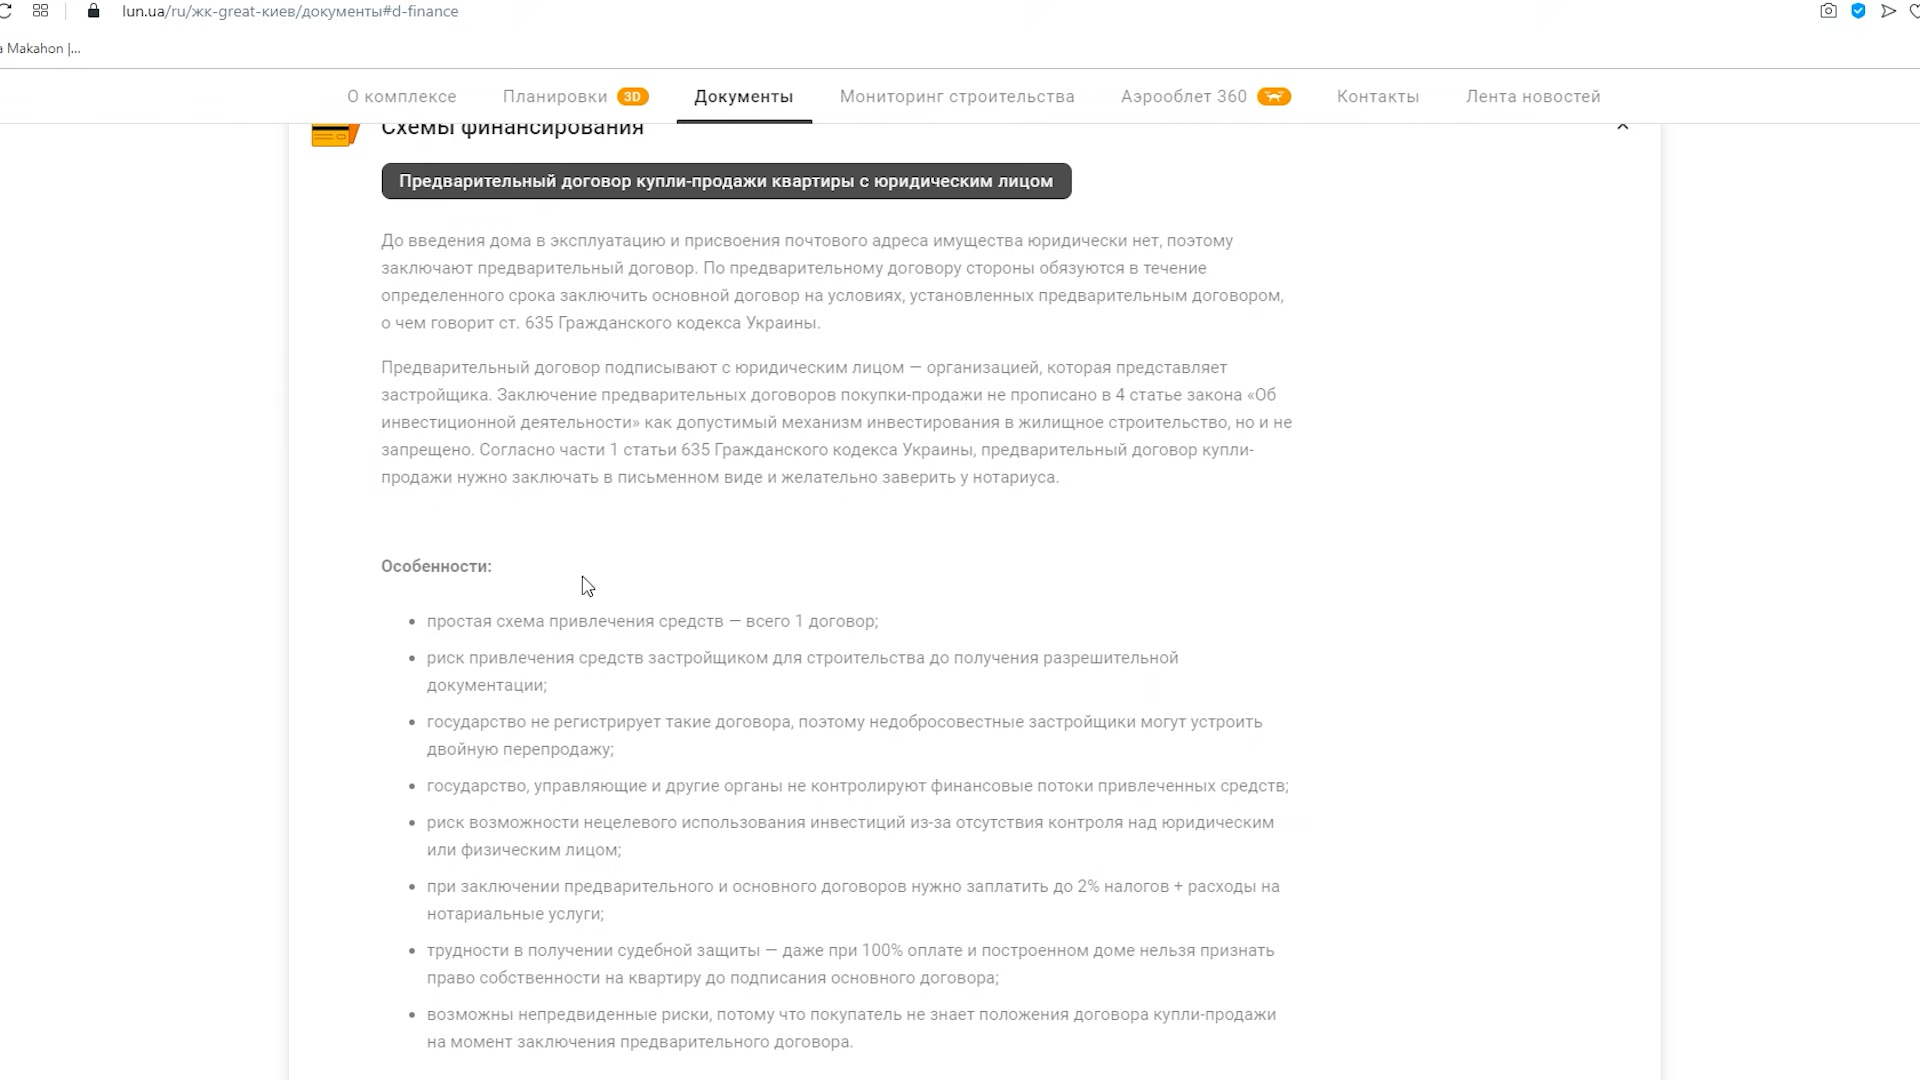 lun.ua/ru/жк-great-киев/документы#d-finance
a Makahon |...
О комплексе
Планировки 3D
Документы
Мониторинг строительства
Аэрооблет 360
Контакты
Лента новостей
Схемы финансирования
Предварительный договор купли-продажи квартиры с юридическим лицом
До введения дома в эксплуатацию и присвоения почтового адреса имущества юридически нет, поэтому
заключают предварительный договор. По предварительному договору стороны обязуются в течение
определенного срока заключить основной договор на условиях, установленных предварительным договором,
о чем говорит ст. 635 Гражданского кодекса Украины.
Предварительный договор подписывают с юридическим лицом — организацией, которая представляет
застройщика. Заключение предварительных договоров покупки-продажи не прописано в 4 статье закона «Об
инвестиционной деятельности» как допустимый механизм инвестирования в жилищное строительство, но и не
запрещено. Согласно части 1 статьи 635 Гражданского кодекса Украины, предварительный договор купли-
продажи нужно заключать в письменном виде и желательно заверить у нотариуса.
Особенности:
• простая схема привлечения средств — всего 1 договор;
• риск привлечения средств застройщиком для строительства до получения разрешительной
документации;
• государство не регистрирует такие договора, поэтому недобросовестные застройщики могут устроить
двойную перепродажу;
• государство, управляющие и другие органы не контролируют финансовые потоки привлеченных средств;
• риск возможности нецелевого использования инвестиций из-за отсутствия контроля над юридическим
или физическим лицом;
• при заключении предварительного и основного договоров нужно заплатить до 2% налогов + расходы на
нотариальные услуги;
• трудности в получении судебной защиты — даже при 100% оплате и построенном доме нельзя признать
право собственности на квартиру до подписания основного договора;
• возможны непредвиденные риски, потому что покупатель не знает положения договора купли-продажи
на момент заключения предварительного договора.